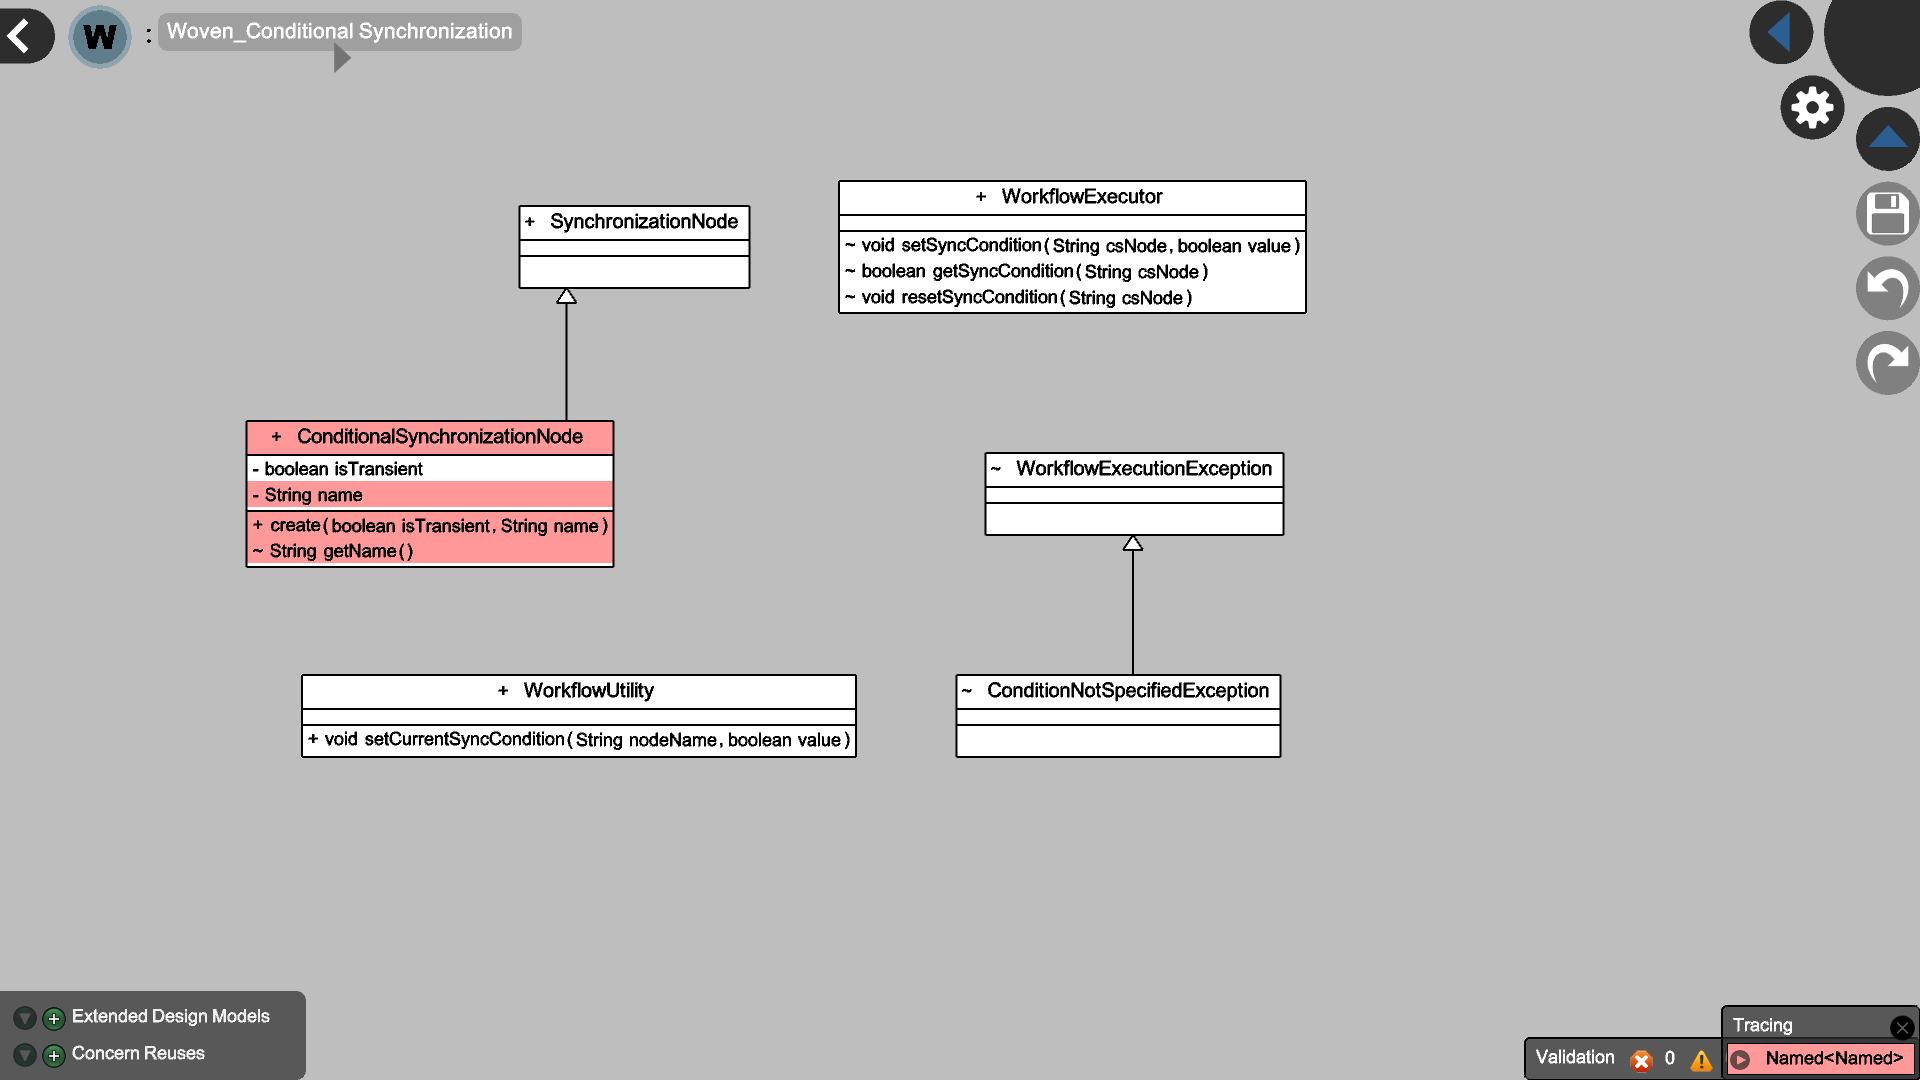 W : Woven_Conditional Synchronization
+ SynchronizationNode
+ WorkflowExecutor
~ void setSyncCondition(String csNode, boolean value)
~ boolean getSyncCondition(String csNode)
~ void resetSyncCondition(String csNode)
+ ConditionalSynchronizationNode
- boolean isTransient
- String name
+ create(boolean isTransient, String name)
~ String getName()
~ WorkflowExecutionException
+ WorkflowUtility
+ void setCurrentSyncCondition(String nodeName, boolean value)
~ ConditionNotSpecifiedException
Extended Design Models
Concern Reuses
Tracing
Validation 0
Named<Named>